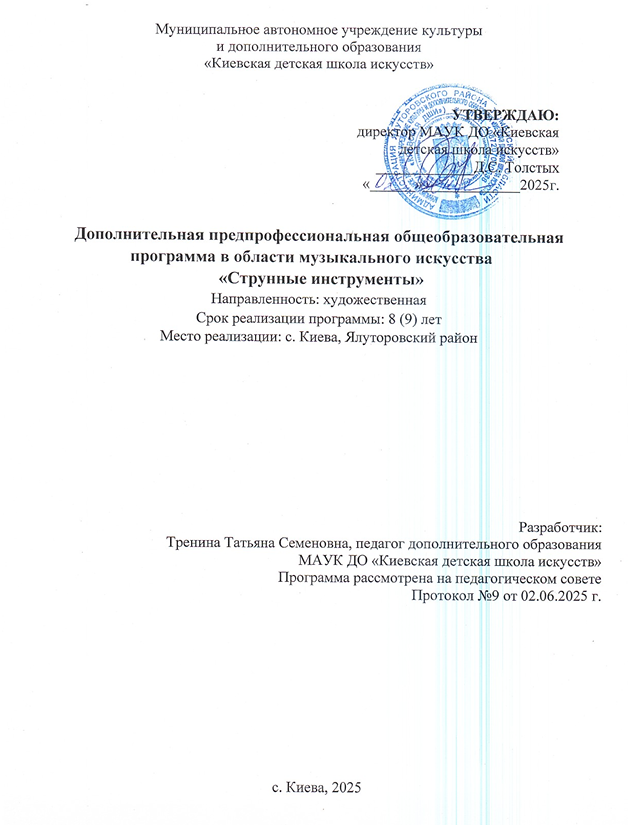 Муниципальное автономное учреждение культуры
и дополнительного образования
«Киевская детская школа искусств»
УТВЕРЖДАЮ:
директор МАУК ДО «Киевская
детская школа искусств»
Д.С. Толстых
2025г.
Дополнительная предпрофессиональная общеобразовательная
программа в области музыкального искусства
«Струнные инструменты»
Направленность: художественная
Срок реализации программы: 8 (9) лет
Место реализации: с. Киева, Ялуторовский район
Разработчик:
Тренина Татьяна Семеновна, педагог дополнительного образования
МАУК ДО «Киевская детская школа искусств»
Программа рассмотрена на педагогическом совете
Протокол №9 от 02.06.2025 г.
с. Киева, 2025